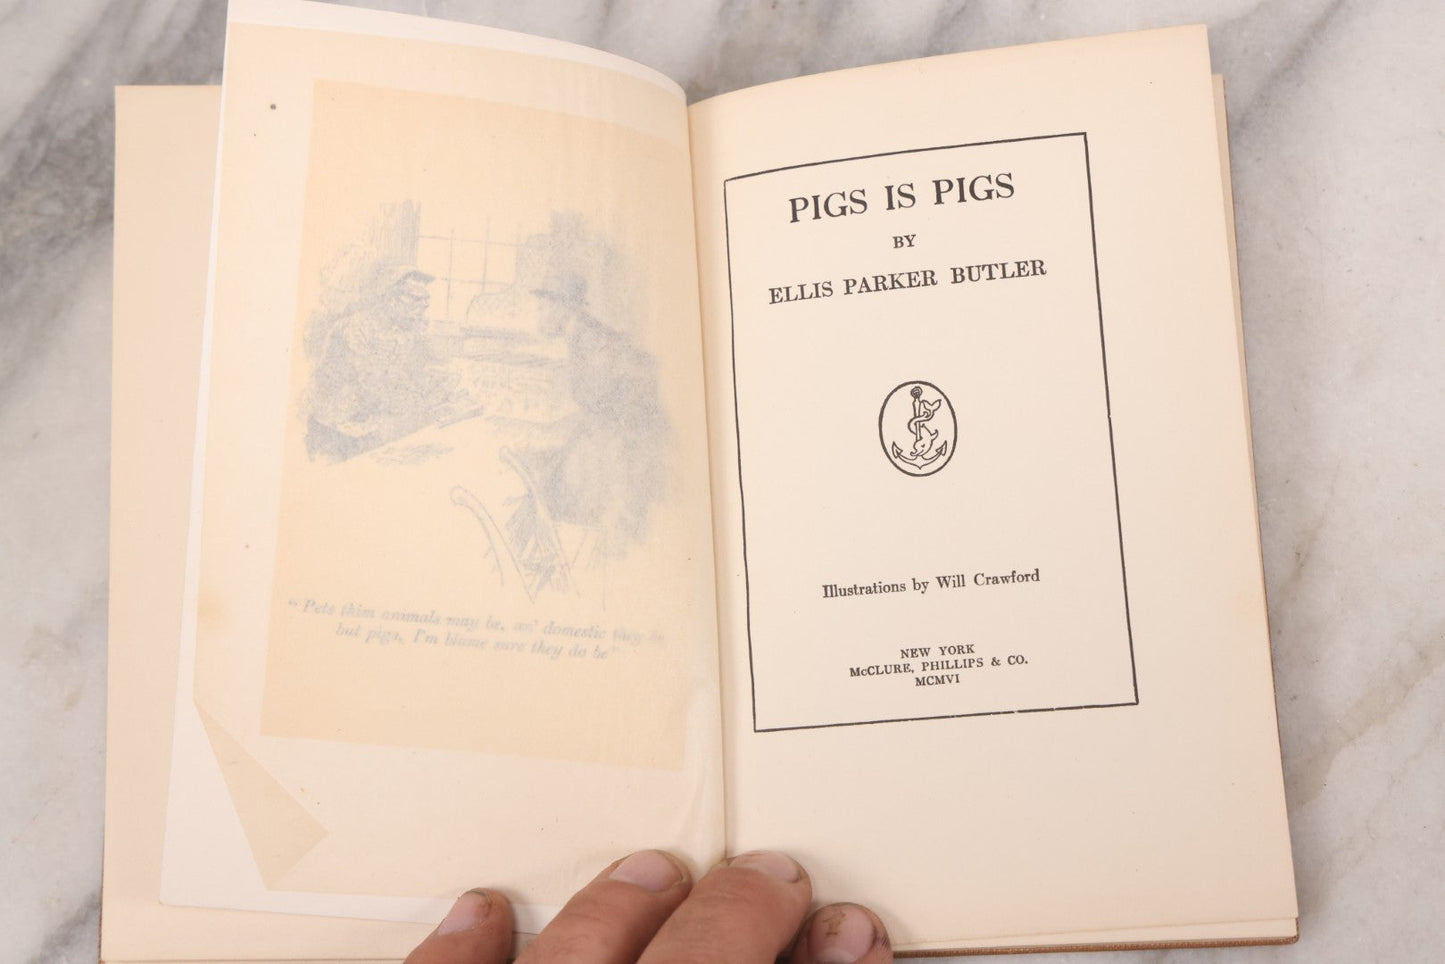 "Pets thim animals may be, an' domestic they be,
but pigs, I'm blame sure they do be"
PIGS IS PIGS
BY
ELLIS PARKER BUTLER
Illustrations by Will Crawford
NEW YORK
McCLURE, PHILLIPS & CO.
MCMVI